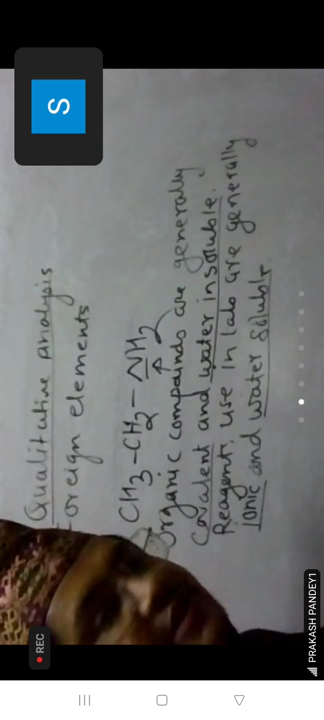 Qualitative analysis
Foreign elements
CH3-CH2-NH2
Organic compainds are generally
Covalent and water insoluble.
Reagent, use in lab are generally
ionic and water soluble
S
REC
PRAKASH PANDEY1